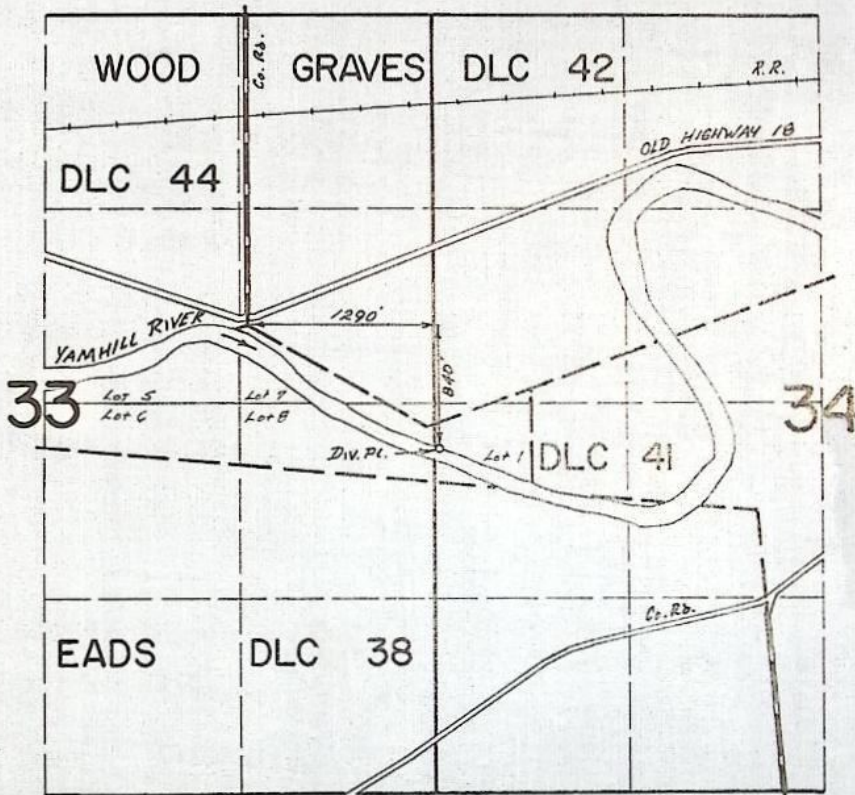 WOOD GRAVES DLC 42
Co. Rd.
R.R.
OLD HIGHWAY 18
DLC 44
1290'
YAMHILL RIVER
840'
33 Lot 5 Lot 7 34
Lot 6 Lot 8
Div. Pt. Lot 1 DLC 41
Co. Rd.
EADS DLC 38